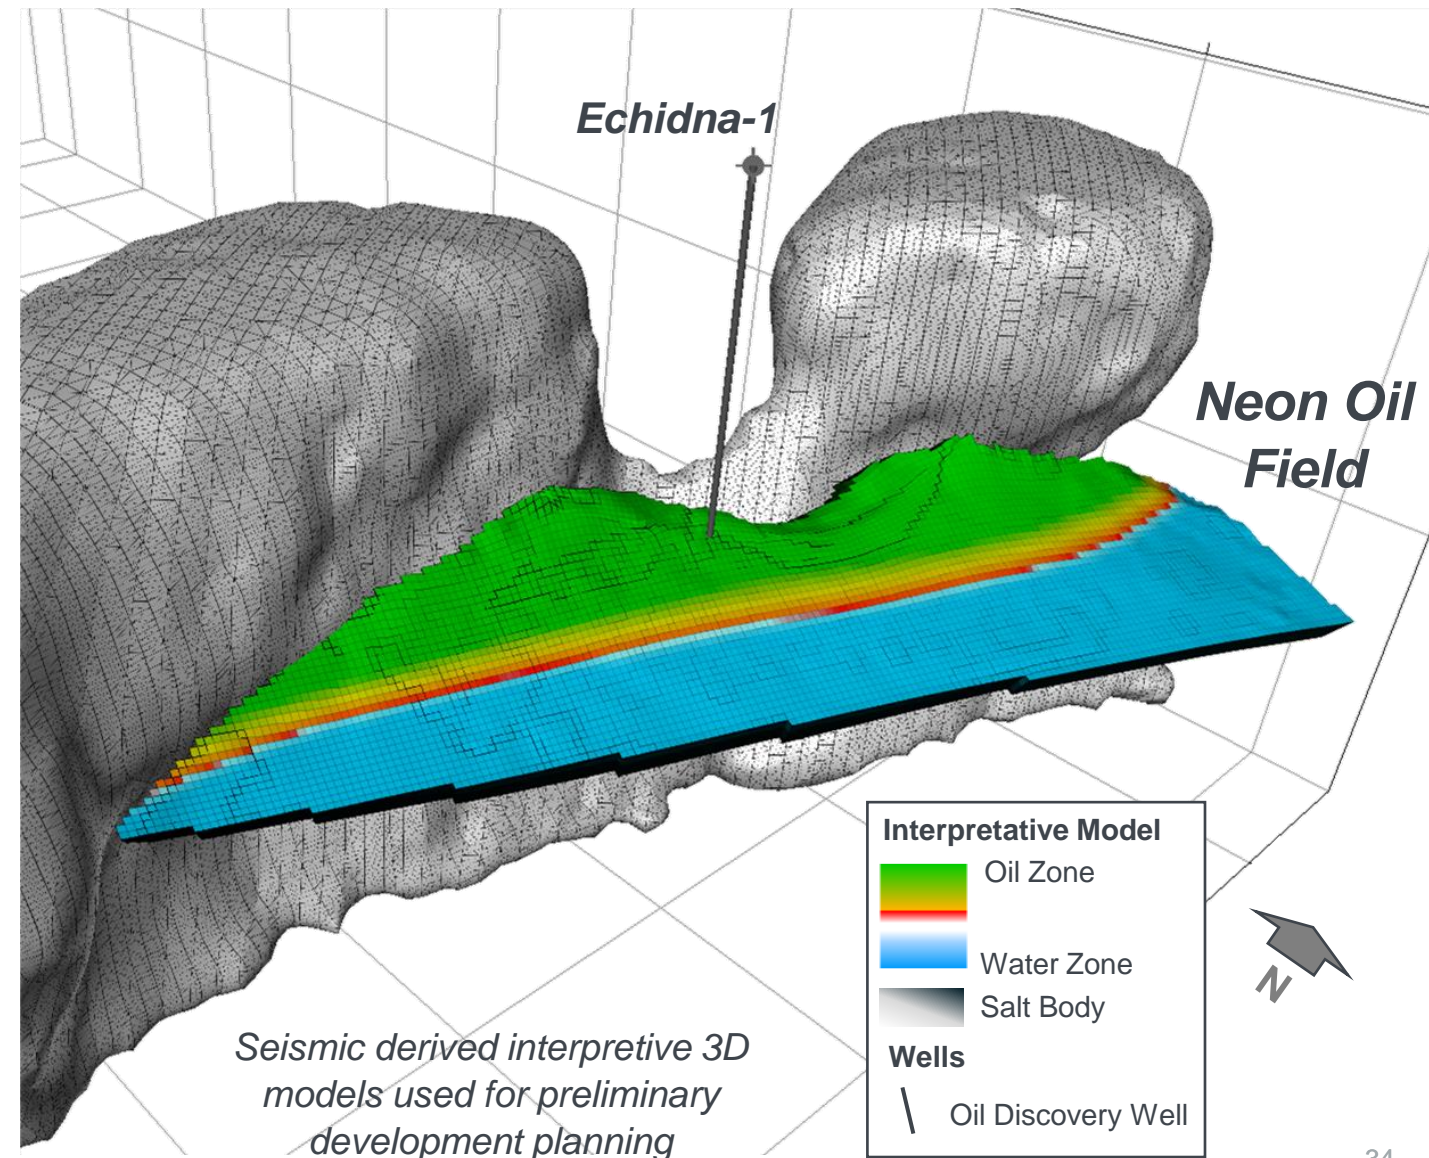 Echidna-1
Neon Oil
Field
Interpretative Model
Oil Zone
Water Zone
Salt Body
Wells
Oil Discovery Well
N
Seismic derived interpretive 3D
models used for preliminary
development planning
34